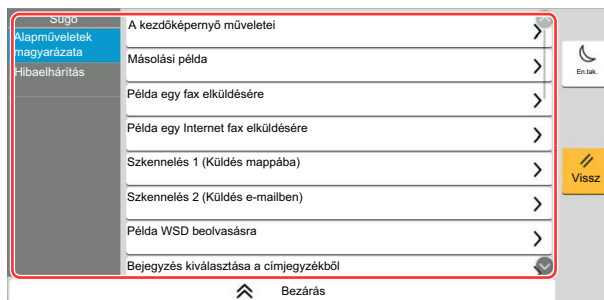 Súgó
Alapműveletek
magyarázata
Hibaelhárítás
A kezdőképernyő műveletei
Másolási példa
Példa egy fax elküldésére
Példa egy Internet fax elküldésére
Szkennelés 1 (Küldés mappába)
Szkennelés 2 (Küldés e-mailben)
Példa WSD beolvasásra
Bejegyzés kiválasztása a címjegyzékből
Bezárás
En.tak.
Vissz